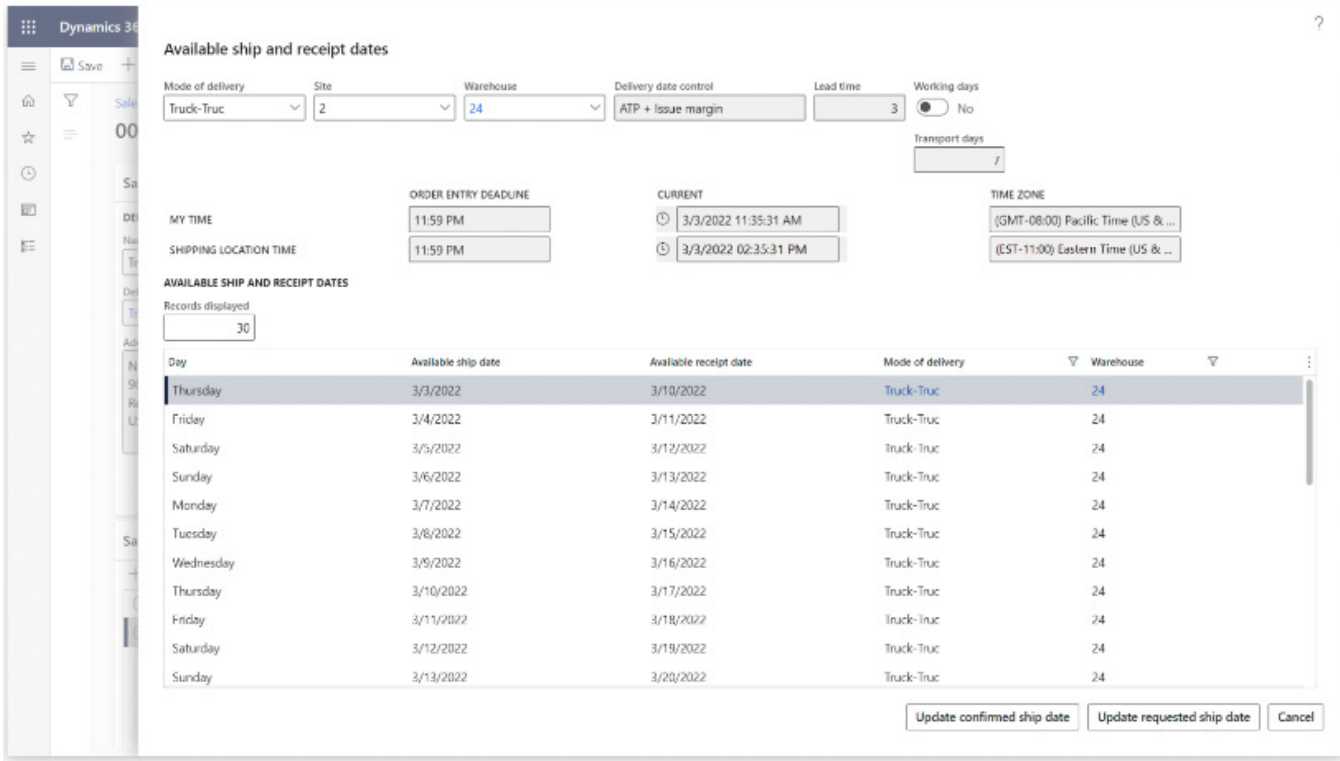 Dynamics 36
?
Available ship and receipt dates
Save
Mode of delivery Site Warehouse Delivery date control Lead time Working days
Truck-Truc 2 24 ATP + Issue margin 3 No
Sale
00
Transport days
7
Sa
ORDER ENTRY DEADLINE CURRENT TIME ZONE
MY TIME 11:59 PM 3/3/2022 11:35:31 AM (GMT-08:00) Pacific Time (US & ...
SHIPPING LOCATION TIME 11:59 PM 3/3/2022 02:35:31 PM (EST-11:00) Eastern Time (US & ...
AVAILABLE SHIP AND RECEIPT DATES
Records displayed
30
Day Available ship date Available receipt date Mode of delivery Warehouse
Thursday 3/3/2022 3/10/2022 Truck-Truc 24
Friday 3/4/2022 3/11/2022 Truck-Truc 24
Saturday 3/5/2022 3/12/2022 Truck-Truc 24
Sunday 3/6/2022 3/13/2022 Truck-Truc 24
Monday 3/7/2022 3/14/2022 Truck-Truc 24
Tuesday 3/8/2022 3/15/2022 Truck-Truc 24
Sa
Wednesday 3/9/2022 3/16/2022 Truck-Truc 24
Thursday 3/10/2022 3/17/2022 Truck-Truc 24
Friday 3/11/2022 3/18/2022 Truck-Truc 24
Saturday 3/12/2022 3/19/2022 Truck-Truc 24
Sunday 3/13/2022 3/20/2022 Truck-Truc 24
Update confirmed ship date Update requested ship date Cancel